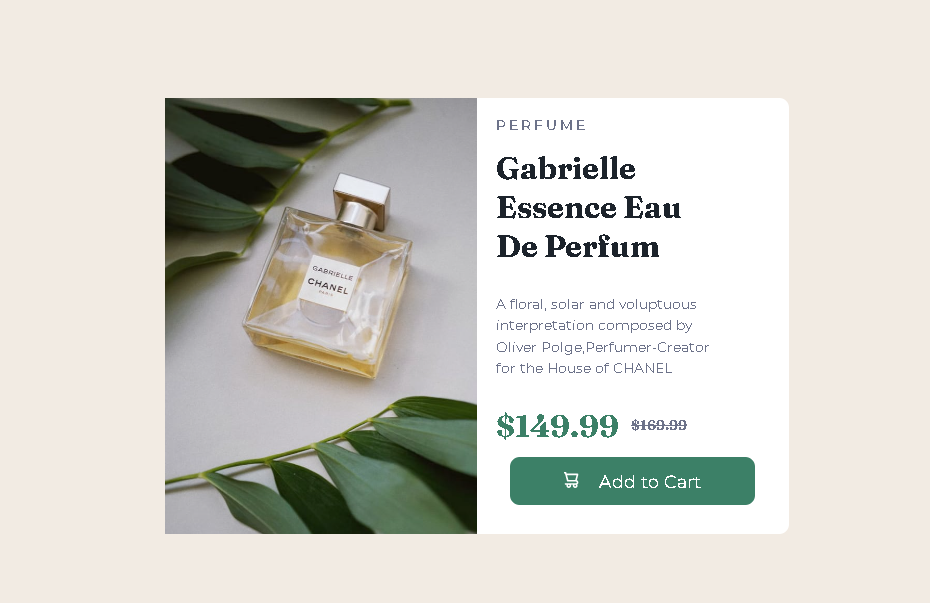 GABRIELLE
CHANEL
PARIS
PERFUME
Gabrielle
Essence Eau
De Perfum
A floral, solar and voluptuous
interpretation composed by
Oliver Polge,Perfumer-Creator
for the House of CHANEL
$149.99 $169.99
Add to Cart